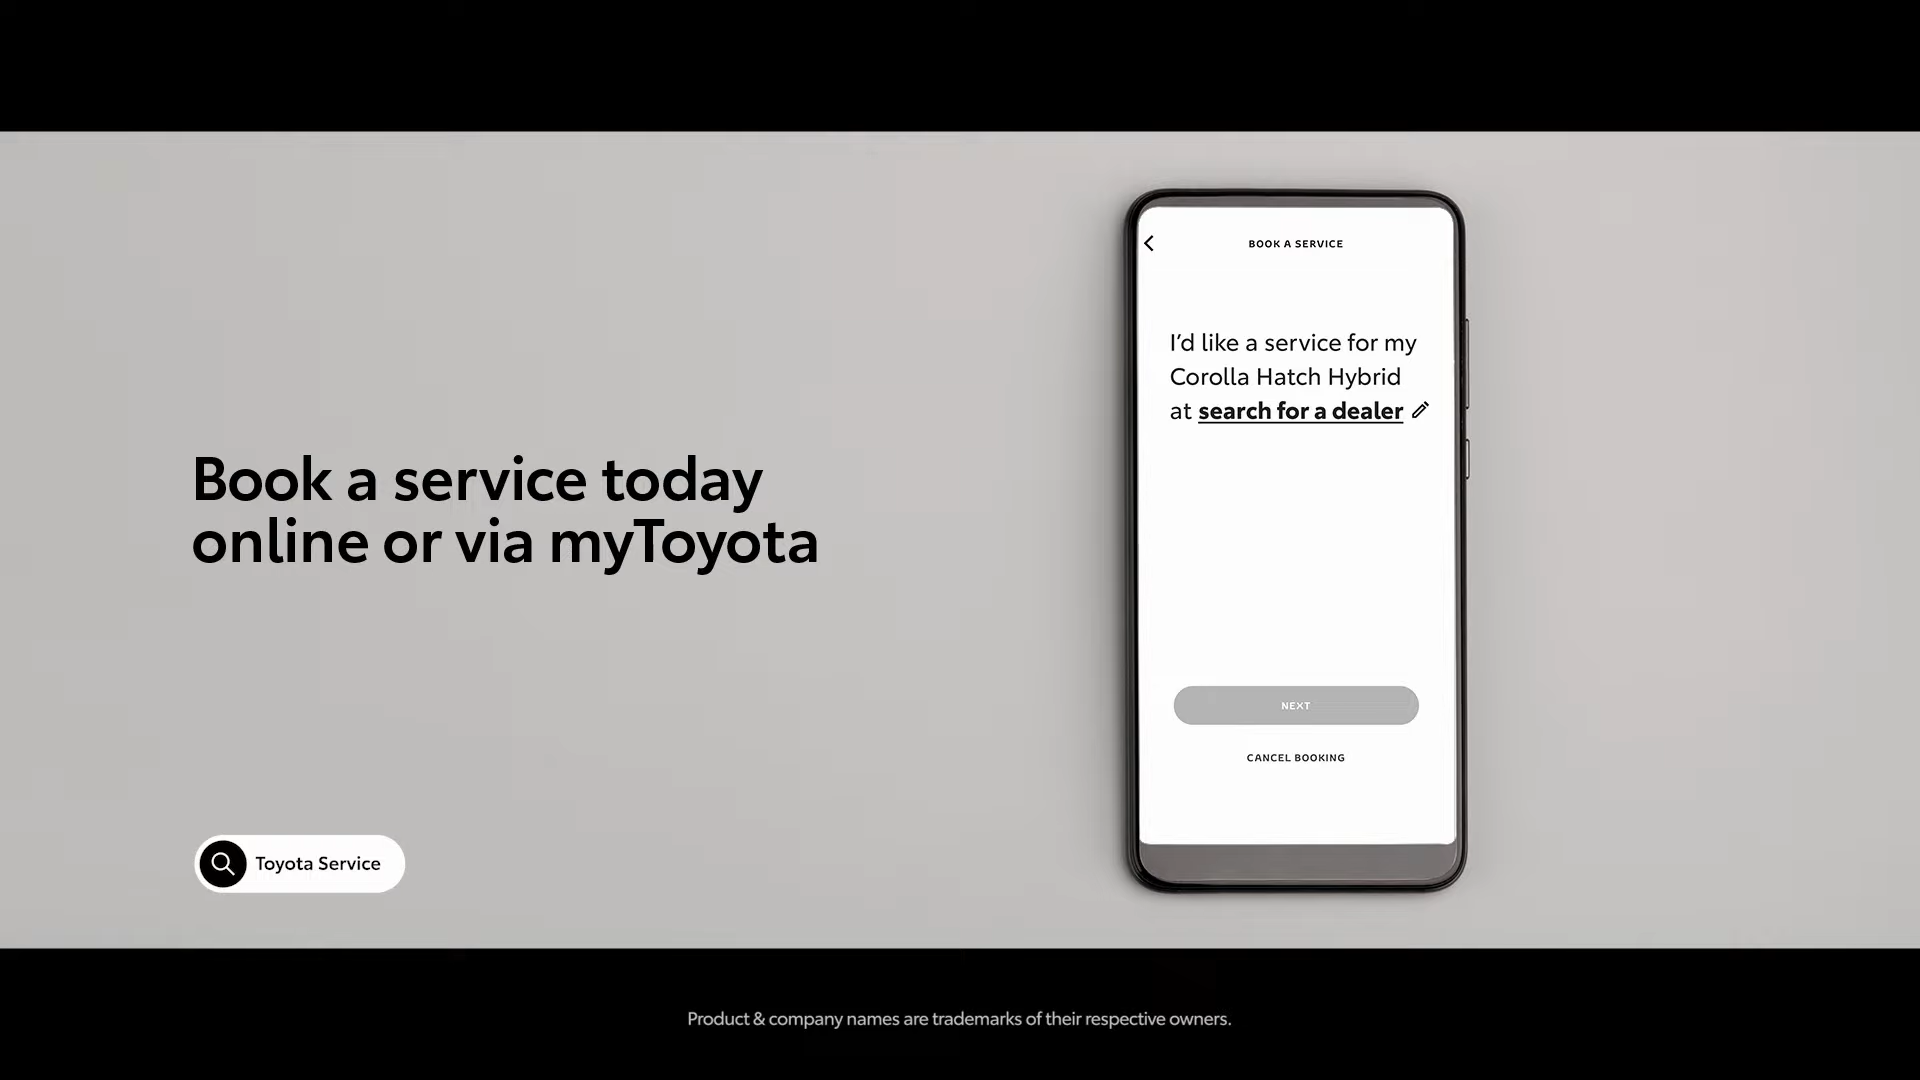 Book a service today
online or via myToyota
Toyota Service
BOOK A SERVICE
I'd like a service for my
Corolla Hatch Hybrid
at search for a dealer
NEXT
CANCEL BOOKING
Product & company names are trademarks of their respective owners.